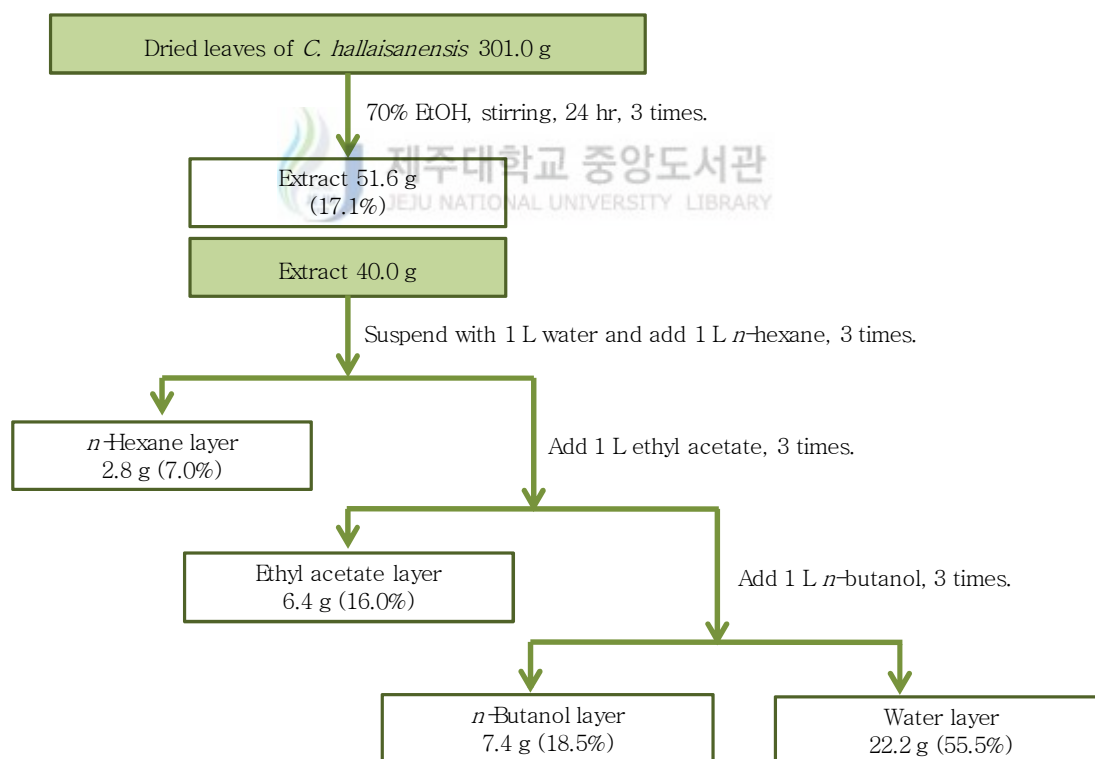 Dried leaves of C. hallaisanensis 301.0 g
70% EtOH, stirring, 24 hr, 3 times.
제주대학교 중앙도서관
JEJU NATIONAL UNIVERSITY LIBRARY
Extract 51.6 g
(17.1%)
Extract 40.0 g
Suspend with 1 L water and add 1 L n-hexane, 3 times.
n-Hexane layer
2.8 g (7.0%)
Add 1 L ethyl acetate, 3 times.
Ethyl acetate layer
6.4 g (16.0%)
Add 1 L n-butanol, 3 times.
n-Butanol layer
7.4 g (18.5%)
Water layer
22.2 g (55.5%)